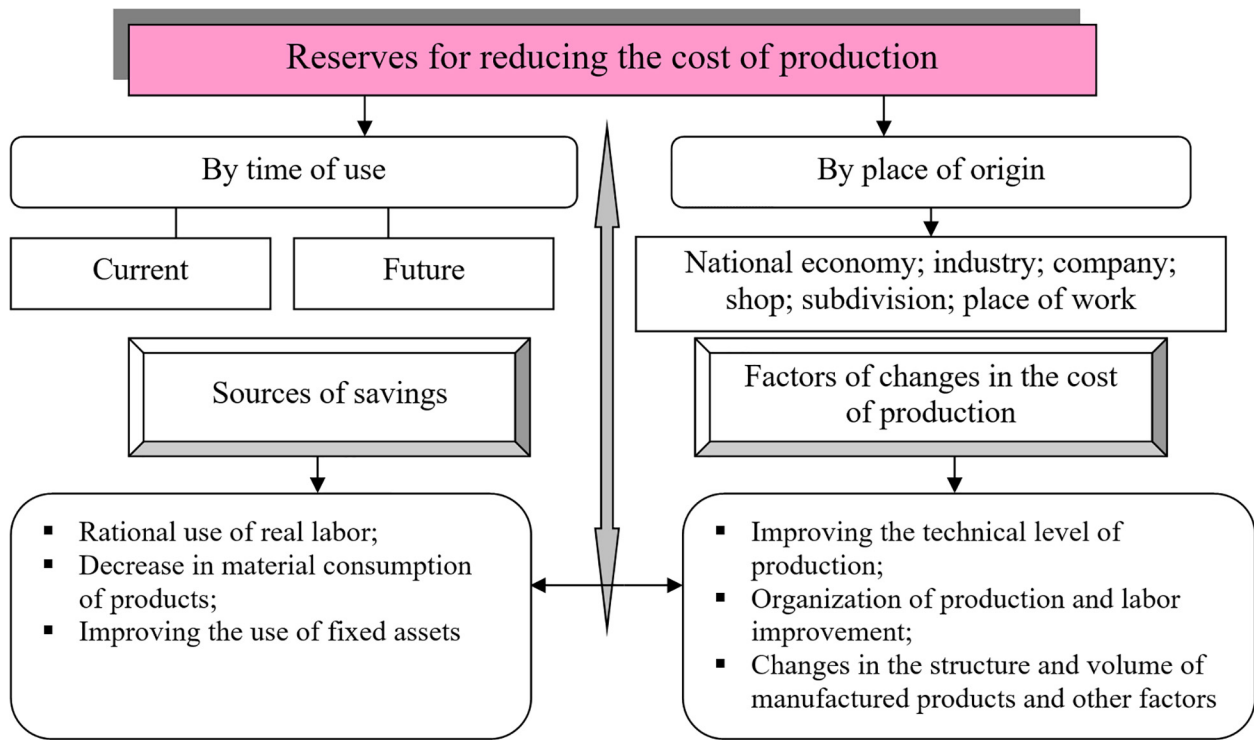 Reserves for reducing the cost of production
By time of use
By place of origin
Current
Future
National economy; industry; company;
shop; subdivision; place of work
Sources of savings
Factors of changes in the cost
of production
▪ Rational use of real labor;
▪ Decrease in material consumption
of products;
▪ Improving the use of fixed assets
▪ Improving the technical level of
production;
▪ Organization of production and labor
improvement;
▪ Changes in the structure and volume of
manufactured products and other factors